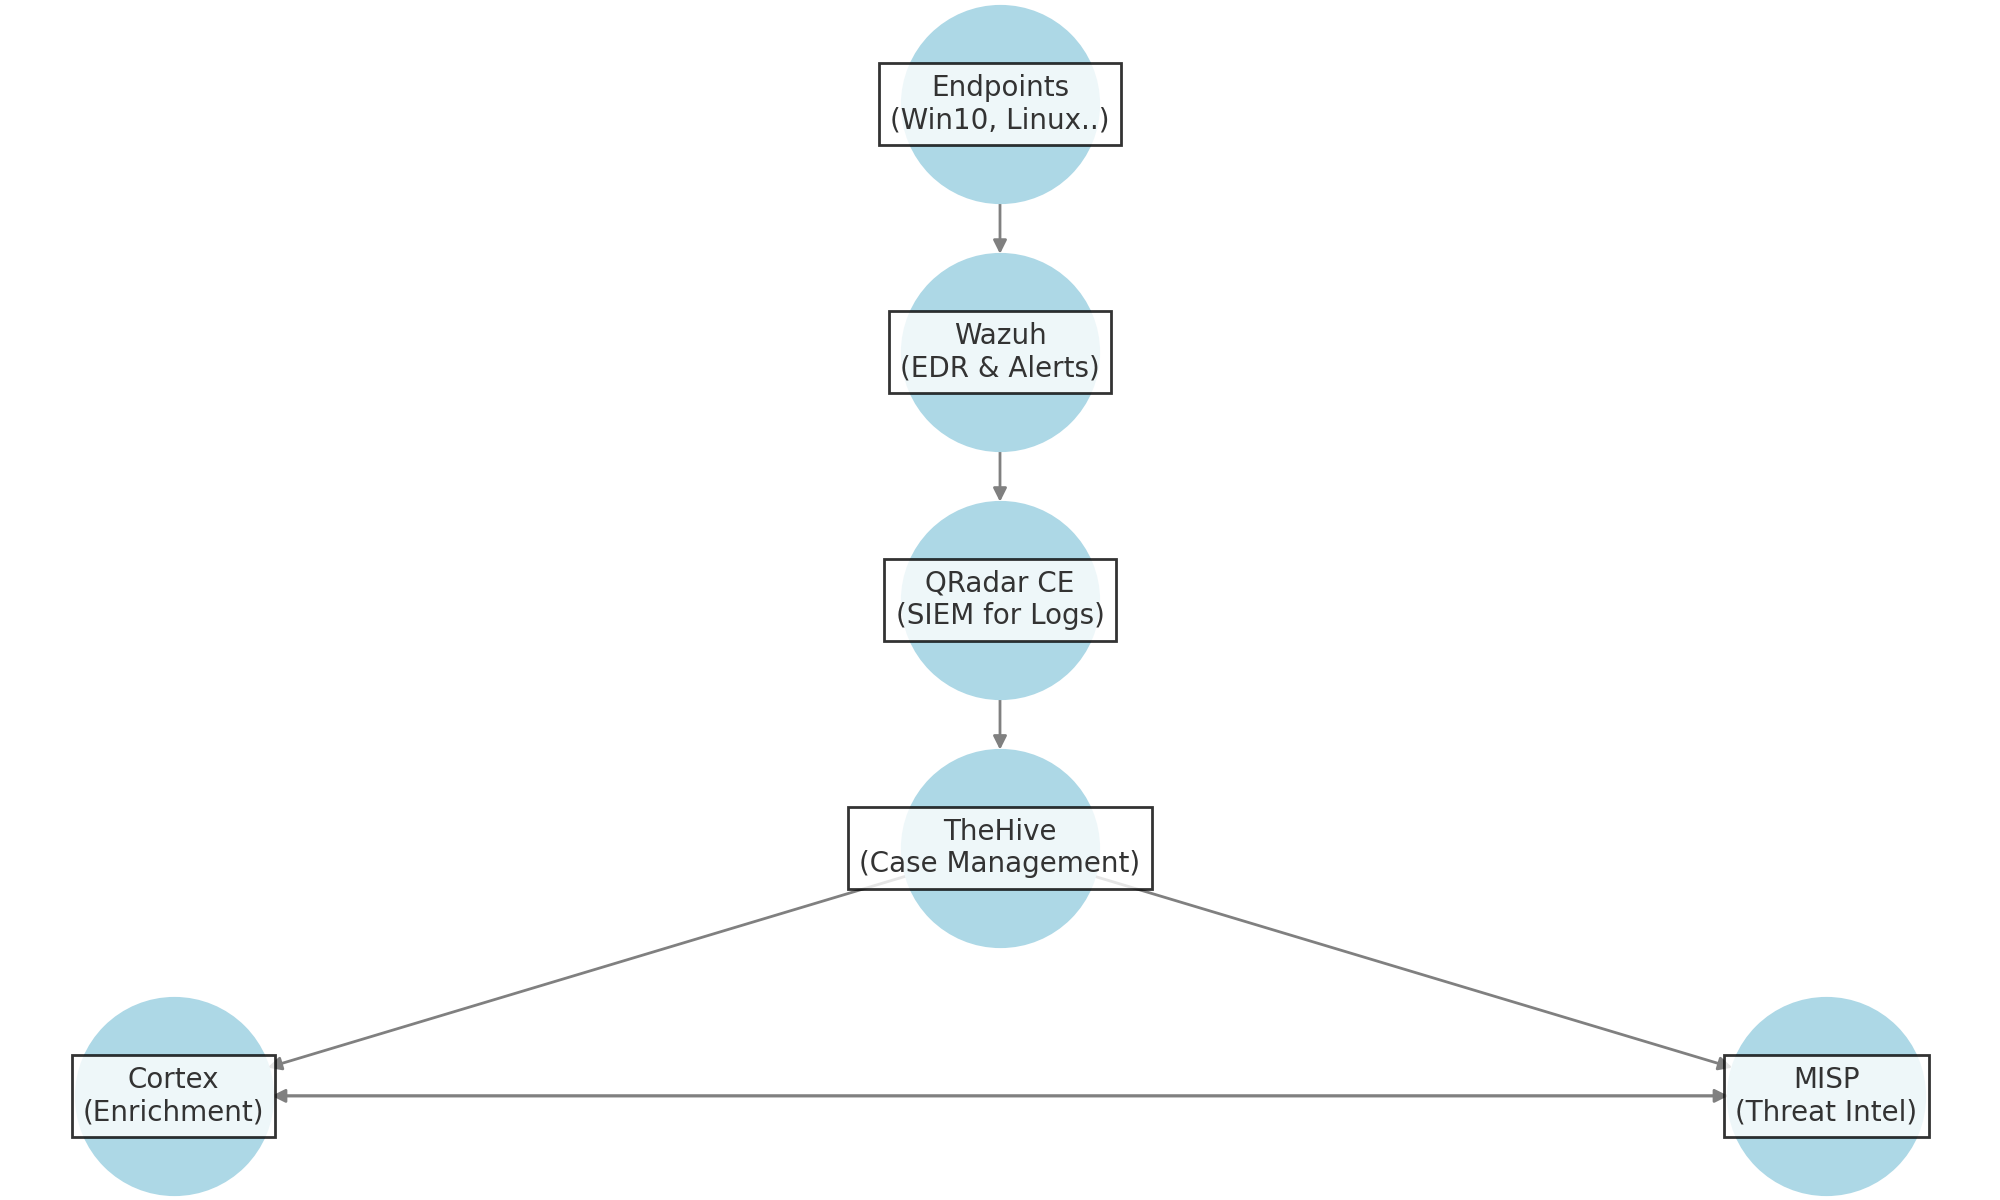 Endpoints
(Win10, Linux..)
Wazuh
(EDR & Alerts)
QRadar CE
(SIEM for Logs)
TheHive
(Case Management)
Cortex
(Enrichment)
MISP
(Threat Intel)